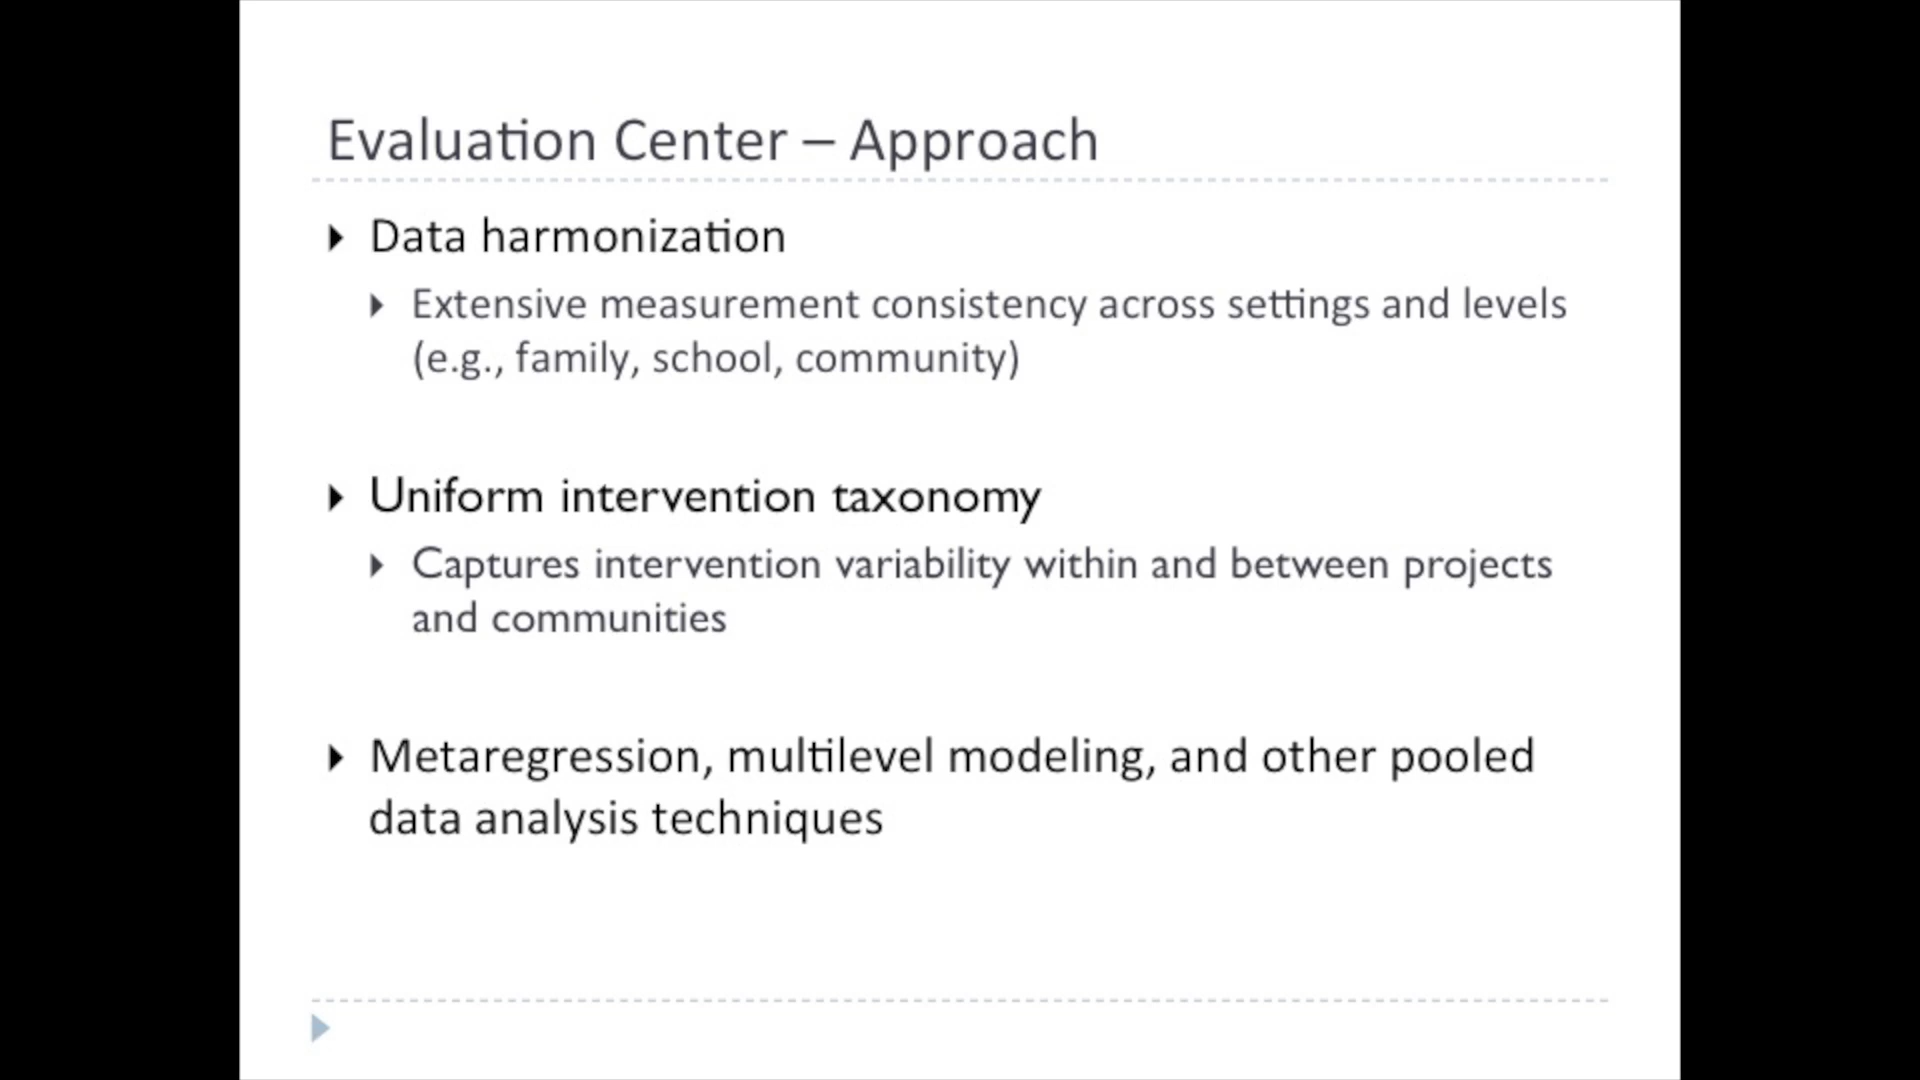 Evaluation Center – Approach
Data harmonization
Extensive measurement consistency across settings and levels
(e.g., family, school, community)
Uniform intervention taxonomy
Captures intervention variability within and between projects
and communities
Metaregression, multilevel modeling, and other pooled
data analysis techniques